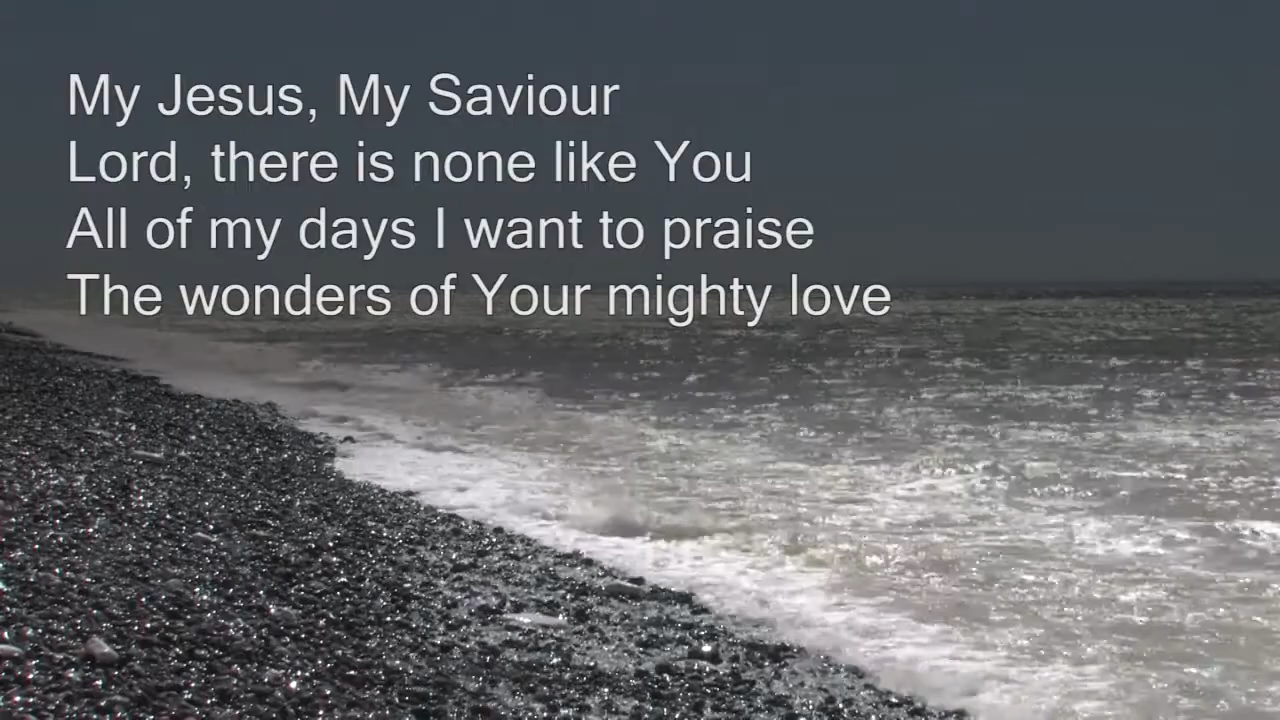 My Jesus, My Saviour
Lord, there is none like You
All of my days I want to praise
The wonders of Your mighty love